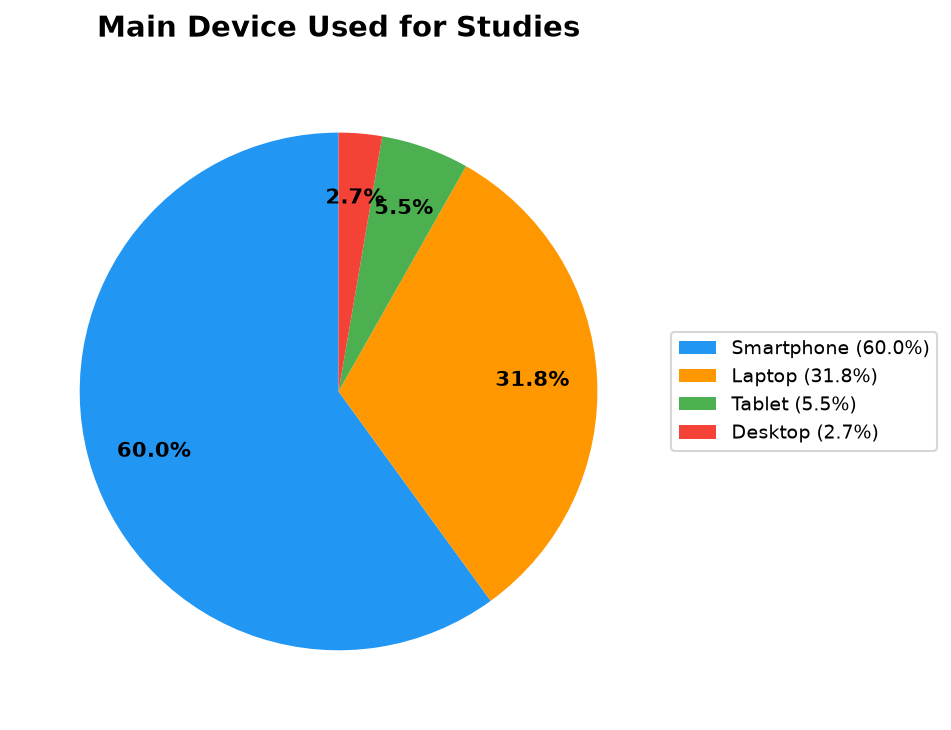 Main Device Used for Studies
2.7%
5.5%
31.8%
60.0%
Smartphone (60.0%)
Laptop (31.8%)
Tablet (5.5%)
Desktop (2.7%)